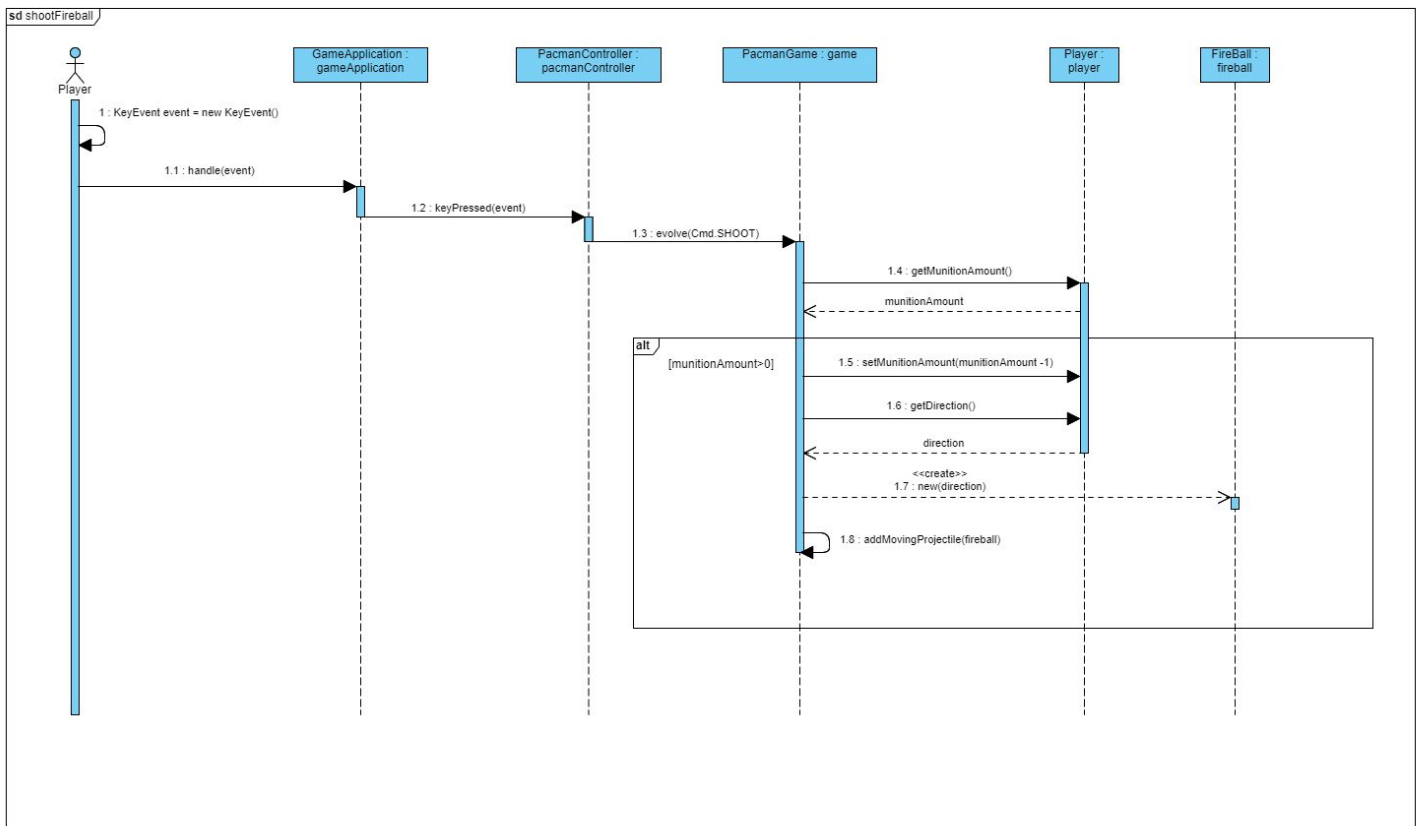 sd shootFireball
GameApplication :
gameApplication
PacmanController :
pacmanController
PacmanGame : game
Player :
player
FireBall :
fireball
Player
1 : KeyEvent event = new KeyEvent()
1.1 : handle(event)
1.2 : keyPressed(event)
1.3 : evolve(Cmd.SHOOT)
1.4 : getMunitionAmount()
munitionAmount
alt
[munitionAmount>0]
1.5 : setMunitionAmount(munitionAmount -1)
1.6 : getDirection()
direction
<<create>>
1.7 : new(direction)
1.8 : addMovingProjectile(fireball)